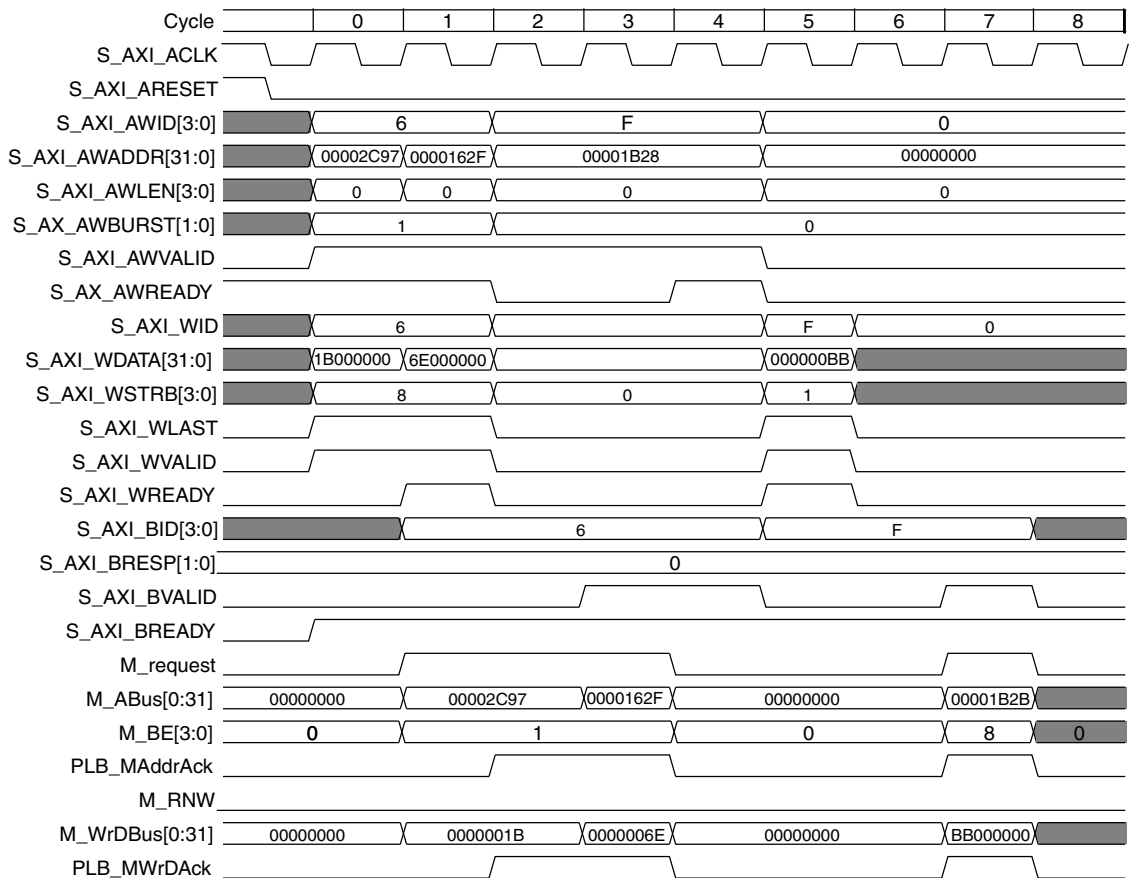 Cycle 0 1 2 3 4 5 6 7 8
S_AXI_ACLK
S_AXI_ARESET
S_AXI_AWID[3:0] 6 F 0
S_AXI_AWADDR[31:0] 00002C97 0000162F 00001B28 00000000
S_AXI_AWLEN[3:0] 0 0 0 0
S_AX_AWBURST[1:0] 1 0
S_AXI_AWVALID
S_AX_AWREADY
S_AXI_WID 6 F 0
S_AXI_WDATA[31:0] 1B000000 6E000000 000000BB
S_AXI_WSTRB[3:0] 8 0 1
S_AXI_WLAST
S_AXI_WVALID
S_AXI_WREADY
S_AXI_BID[3:0] 6 F
S_AXI_BRESP[1:0] 0
S_AXI_BVALID
S_AXI_BREADY
M_request
M_ABus[0:31] 00000000 00002C97 0000162F 00000000 00001B2B
M_BE[3:0] 0 1 0 8 0
PLB_MAddrAck
M_RNW
M_WrDBus[0:31] 00000000 0000001B 0000006E 00000000 BB000000
PLB_MWrDAck